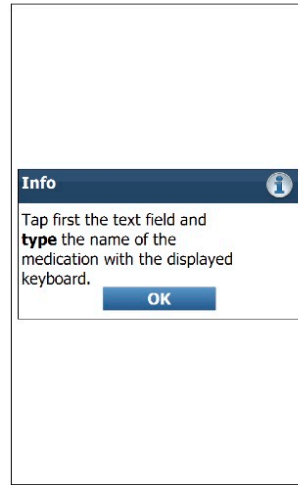 Info
Tap first the text field and
type the name of the
medication with the displayed
keyboard.
OK